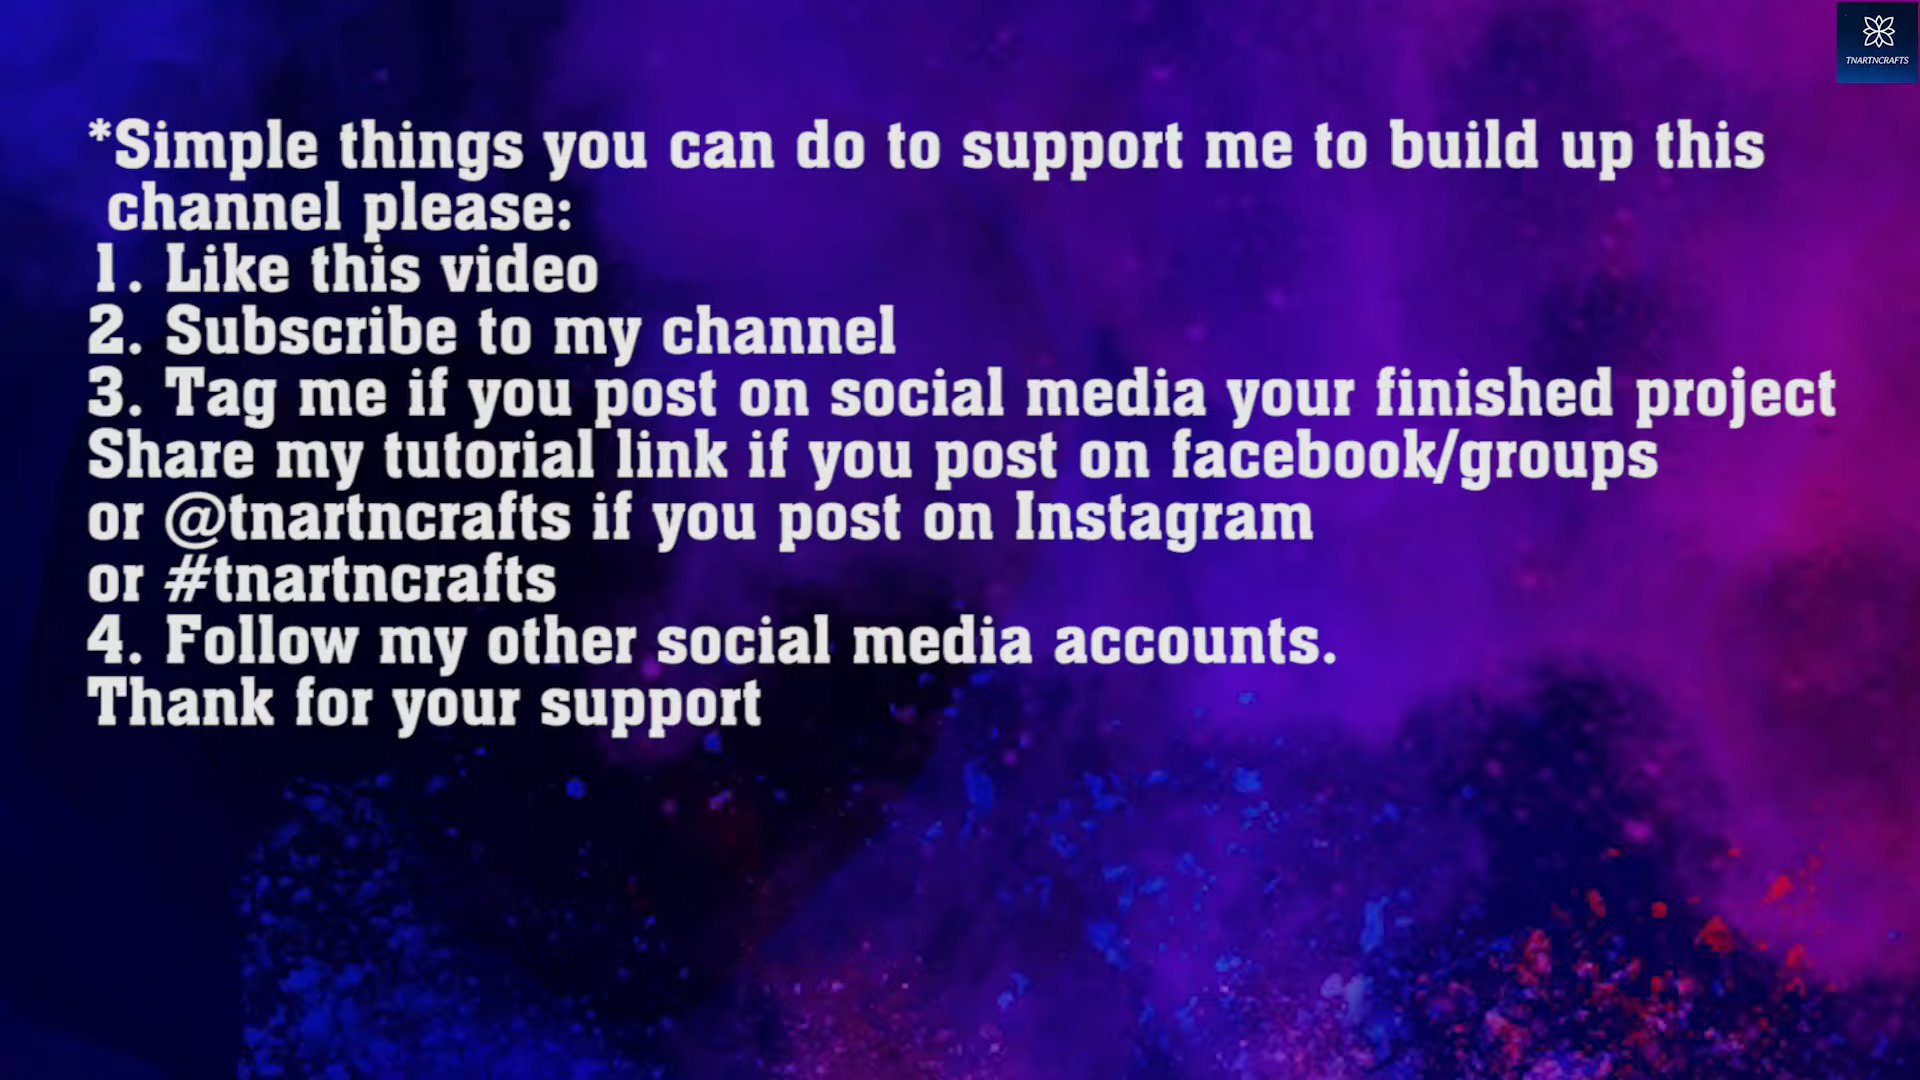 TNARTNCRAFTS
*Simple things you can do to support me to build up this
channel please:
1. Like this video
2. Subscribe to my channel
3. Tag me if you post on social media your finished project
Share my tutorial link if you post on facebook/groups
or @tnartncrafts if you post on Instagram
or #tnartncrafts
4. Follow my other social media accounts.
Thank for your support